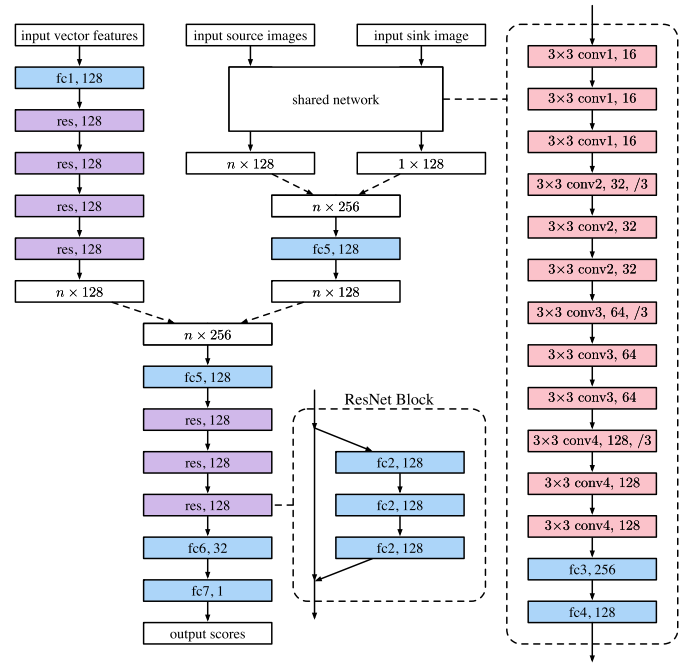 input vector features
fc1, 128
res, 128
res, 128
res, 128
res, 128
n × 128
input source images
input sink image
shared network
n × 128
1 × 128
n × 256
fc5, 128
n × 128
n × 256
fc5, 128
res, 128
res, 128
res, 128
fc6, 32
fc7, 1
output scores
ResNet Block
fc2, 128
fc2, 128
fc2, 128
3×3 conv1, 16
3×3 conv1, 16
3×3 conv1, 16
3×3 conv2, 32, /3
3×3 conv2, 32
3×3 conv2, 32
3×3 conv3, 64, /3
3×3 conv3, 64
3×3 conv3, 64
3×3 conv4, 128, /3
3×3 conv4, 128
3×3 conv4, 128
fc3, 256
fc4, 128